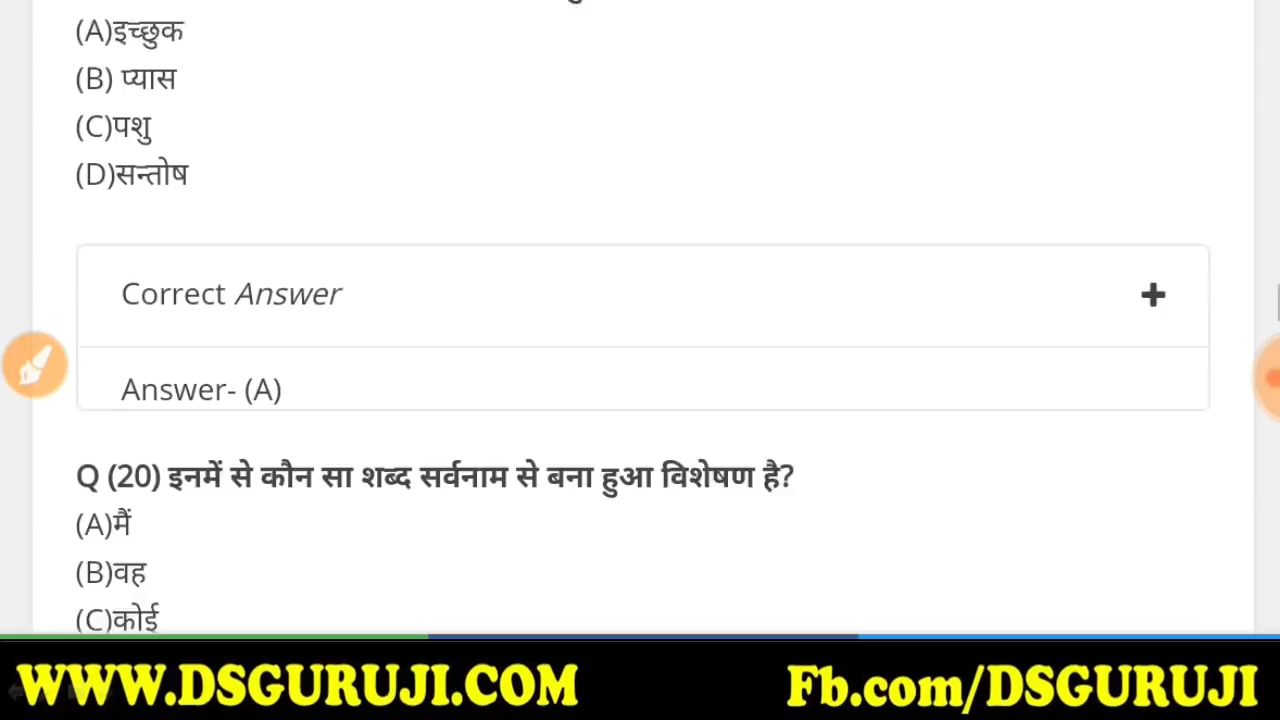 (A)इच्छुक
(B) प्यास
(C)पशु
(D)सन्तोष
Correct Answer
Answer- (A)
Q (20) इनमें से कौन सा शब्द सर्वनाम से बना हुआ विशेषण है?
(A)मैं
(B)वह
(C)कोई
WWW.DSGURUJI.COM
Fb.com/DSGURUJI